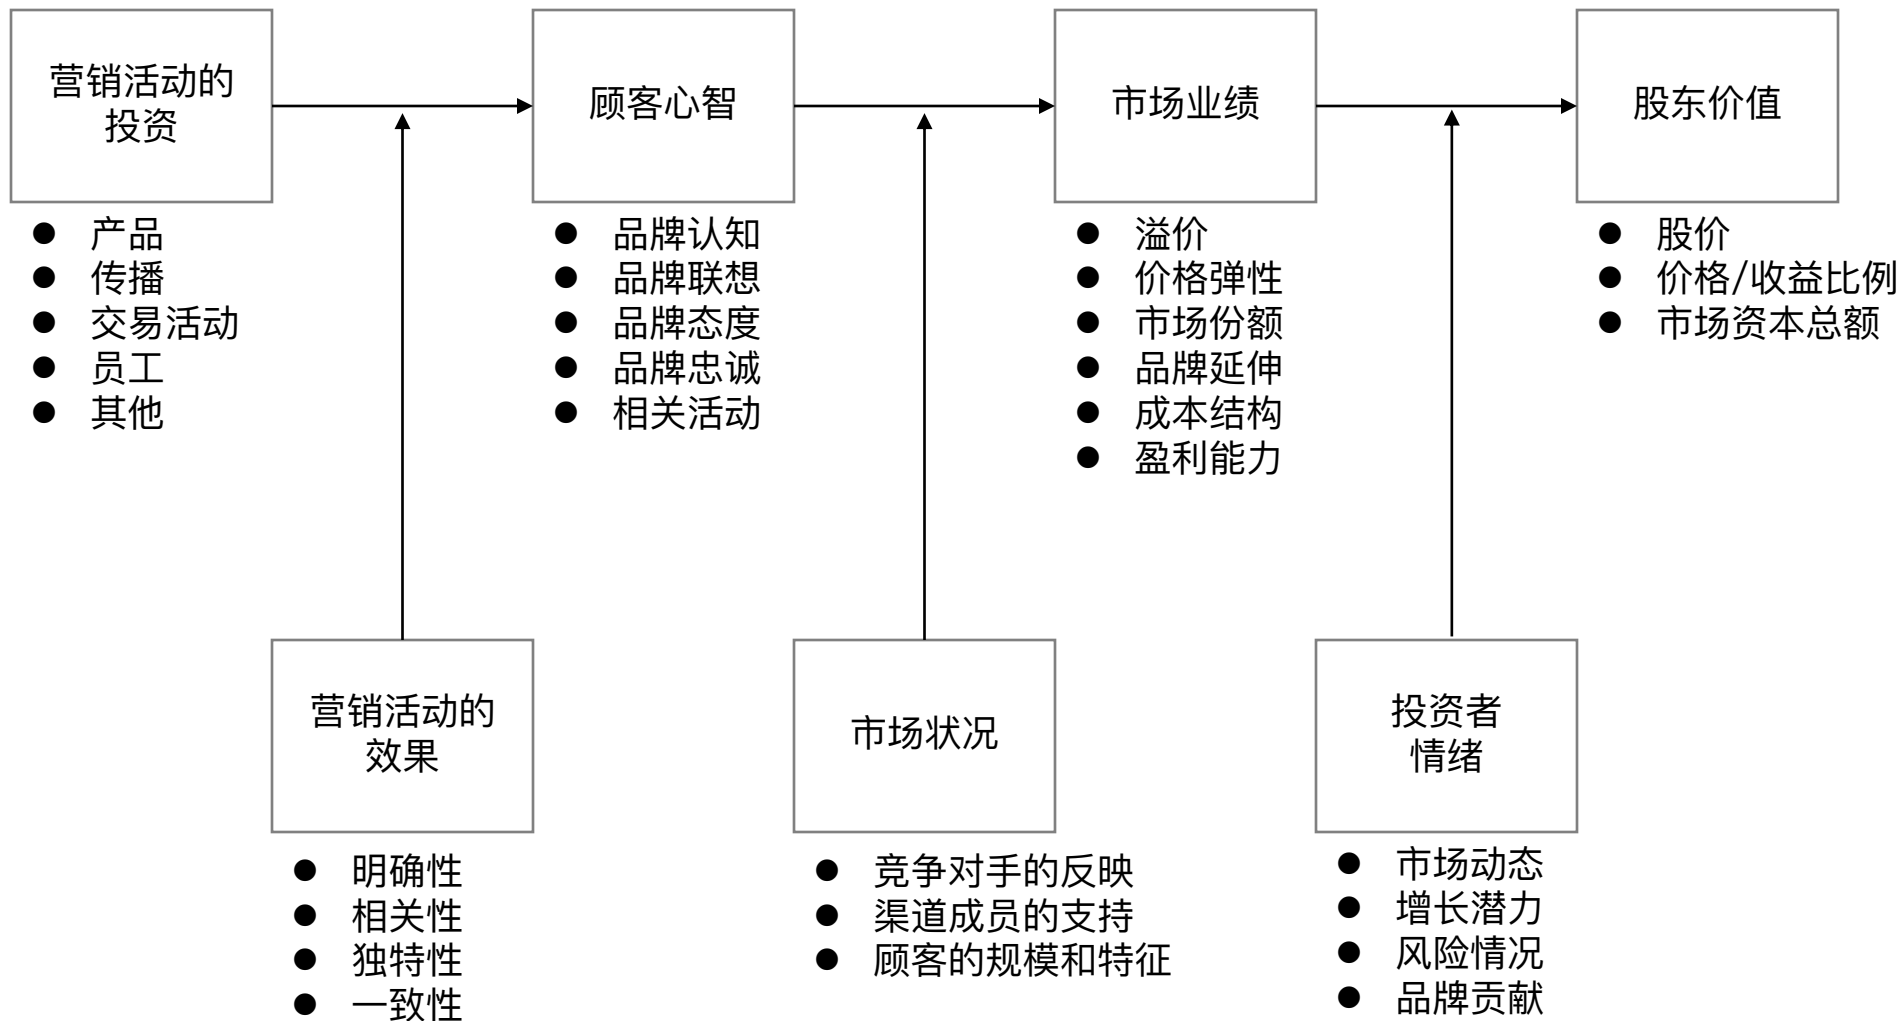 营销活动的
投资
顾客心智
市场业绩
股东价值
● 产品
● 传播
● 交易活动
● 员工
● 其他
● 品牌认知
● 品牌联想
● 品牌态度
● 品牌忠诚
● 相关活动
● 溢价
● 价格弹性
● 市场份额
● 品牌延伸
● 成本结构
● 盈利能力
● 股价
● 价格/收益比例
● 市场资本总额
营销活动的
效果
市场状况
投资者
情绪
● 明确性
● 相关性
● 独特性
● 一致性
● 竞争对手的反映
● 渠道成员的支持
● 顾客的规模和特征
● 市场动态
● 增长潜力
● 风险情况
● 品牌贡献